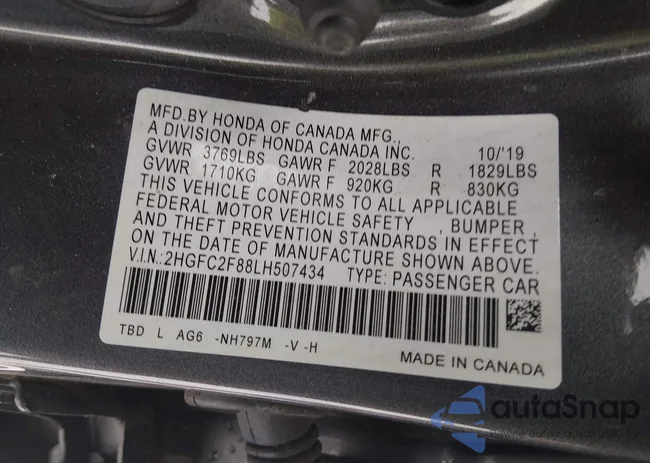 MFD.BY HONDA OF CANADA MFG.,
A DIVISION OF HONDA CANADA INC. 10/'19
GVWR 3769LBS GAWR F 2028LBS R 1829LBS
GVWR 1710KG GAWR F 920KG R 830KG
THIS VEHICLE CONFORMS TO ALL APPLICABLE
FEDERAL MOTOR VEHICLE SAFETY , BUMPER ,
AND THEFT PREVENTION STANDARDS IN EFFECT
ON THE DATE OF MANUFACTURE SHOWN ABOVE.
V.I.N.:2HGFC2F88LH507434 TYPE: PASSENGER CAR
TBD L AG6 -NH797M -V -H
MADE IN CANADA
autoSnap